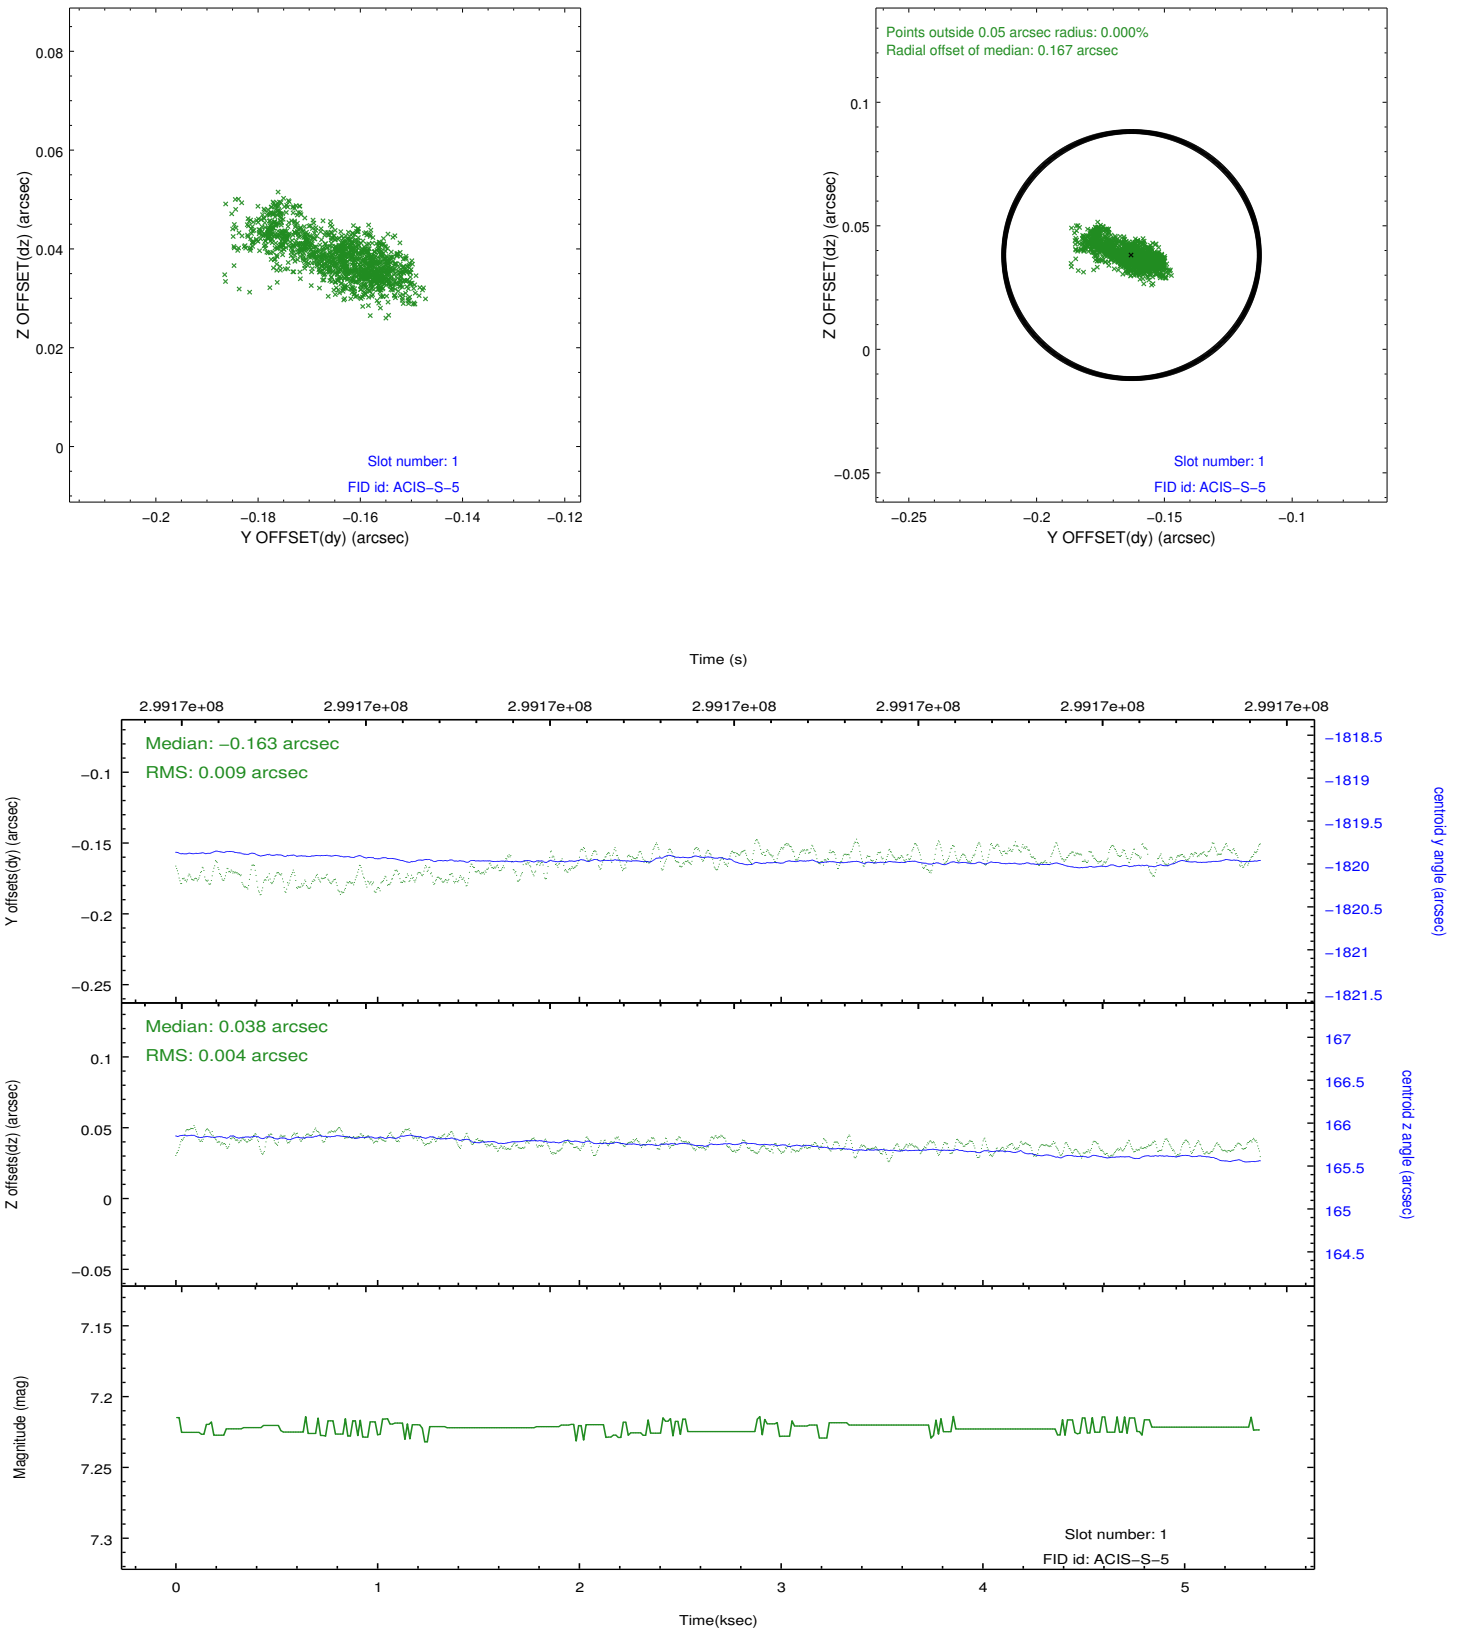 0.08
0.06
0.04
0.02
0
Z OFFSET(dz) (arcsec)
Slot number: 1
FID id: ACIS−S−5
−0.2 −0.18 −0.16 −0.14 −0.12
Y OFFSET(dy) (arcsec)
Points outside 0.05 arcsec radius: 0.000%
Radial offset of median: 0.167 arcsec
0.1
0.05
0
−0.05
Z OFFSET(dz) (arcsec)
Slot number: 1
FID id: ACIS−S−5
−0.25 −0.2 −0.15 −0.1
Y OFFSET(dy) (arcsec)
Time (s)
2.9917e+08 2.9917e+08 2.9917e+08 2.9917e+08 2.9917e+08 2.9917e+08 2.9917e+08
Median: −0.163 arcsec
RMS: 0.009 arcsec
−0.1
−0.15
−0.2
−0.25
Y offsets(dy) (arcsec)
−1818.5
−1819
−1819.5
−1820
−1820.5
−1821
−1821.5
centroid y angle (arcsec)
Median: 0.038 arcsec
RMS: 0.004 arcsec
0.1
0.05
0
−0.05
Z offsets(dz) (arcsec)
167
166.5
166
165.5
165
164.5
centroid z angle (arcsec)
7.15
7.2
7.25
7.3
Magnitude (mag)
Slot number: 1
FID id: ACIS−S−5
0 1 2 3 4 5
Time(ksec)